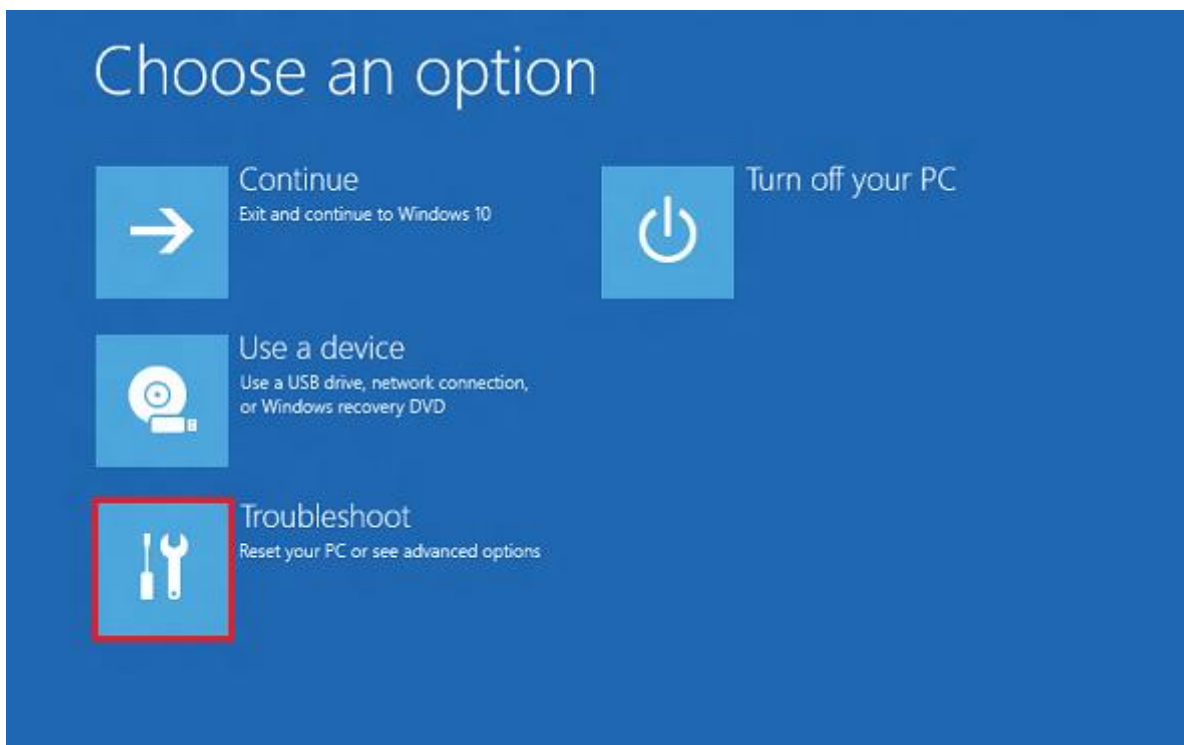 Choose an option
Continue
Exit and continue to Windows 10
Turn off your PC
Use a device
Use a USB drive, network connection,
or Windows recovery DVD
Troubleshoot
Reset your PC or see advanced options